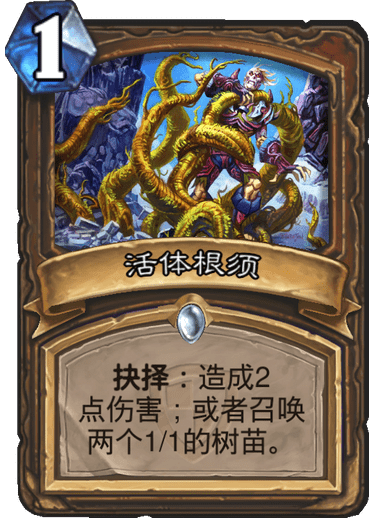 1
活体根须
抉择：造成2
点伤害；或者召唤
两个1/1的树苗。